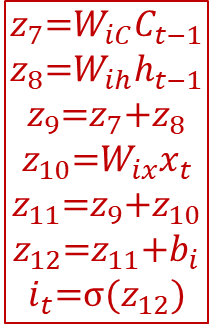 z₇=W_{iC}C_{t−1}
z₈=W_{ih}h_{t−1}
z₉=z₇+z₈
z₁₀=W_{ix}x_t
z₁₁=z₉+z₁₀
z₁₂=z₁₁+b_i
i_t=σ(z₁₂)